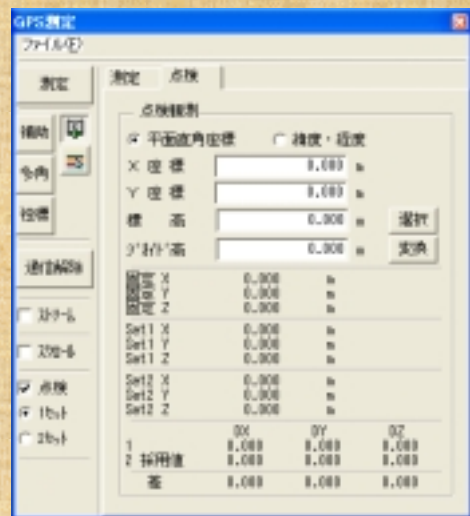 GPS測定
ファイル(F)
測定
測定 点検
点検観測
補助
平面直角座標 緯度・経度
X 座 標 0.000 m
多角
Y 座 標 0.000 m
標 高 0.000 m 選択
ジオイド高 0.000 m 変換
通信解除
固定 X 0.000 m
固定 Y 0.000 m
固定 Z 0.000 m
Set1 X 0.000 m
Set1 Y 0.000 m
Set1 Z 0.000 m
Set2 X 0.000 m
Set2 Y 0.000 m
Set2 Z 0.000 m
点検
1セット
2セット
DX DY DZ
1 0.000 0.000 0.000
2 採用値 0.000 0.000 0.000
差 0.000 0.000 0.000